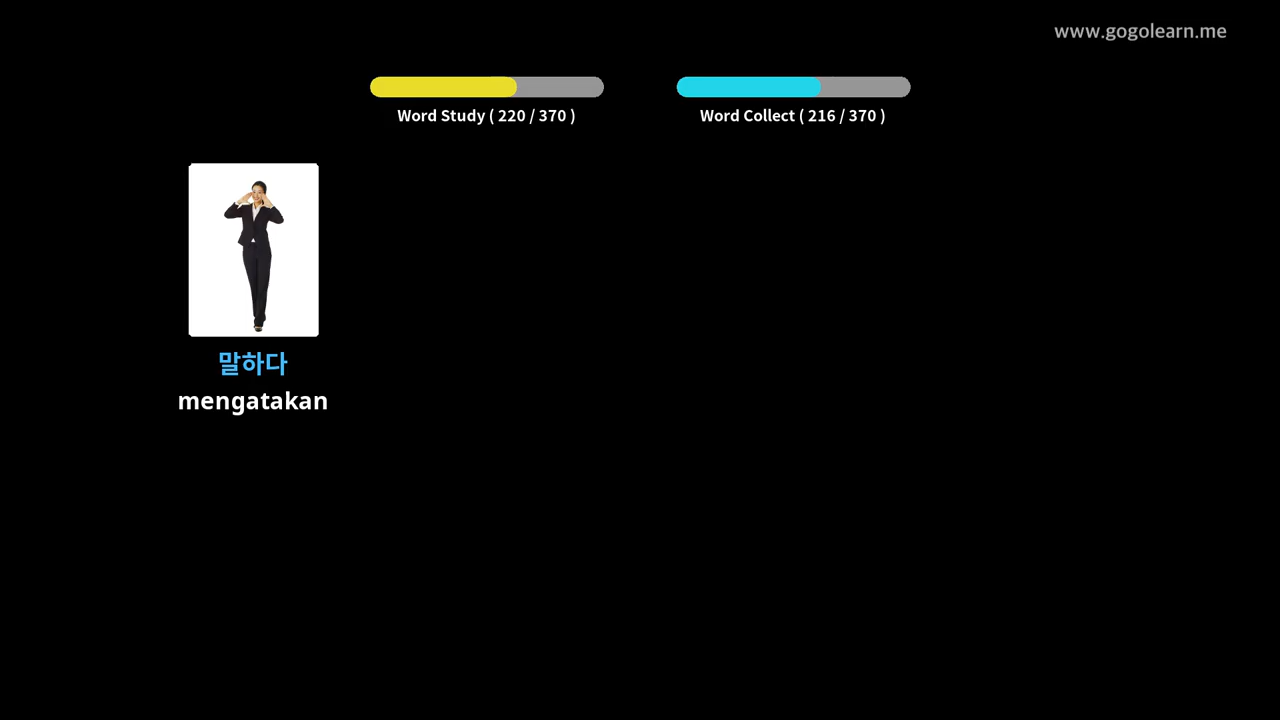 www.gogolearn.me
Word Study ( 220 / 370 )
Word Collect ( 216 / 370 )
말하다
mengatakan